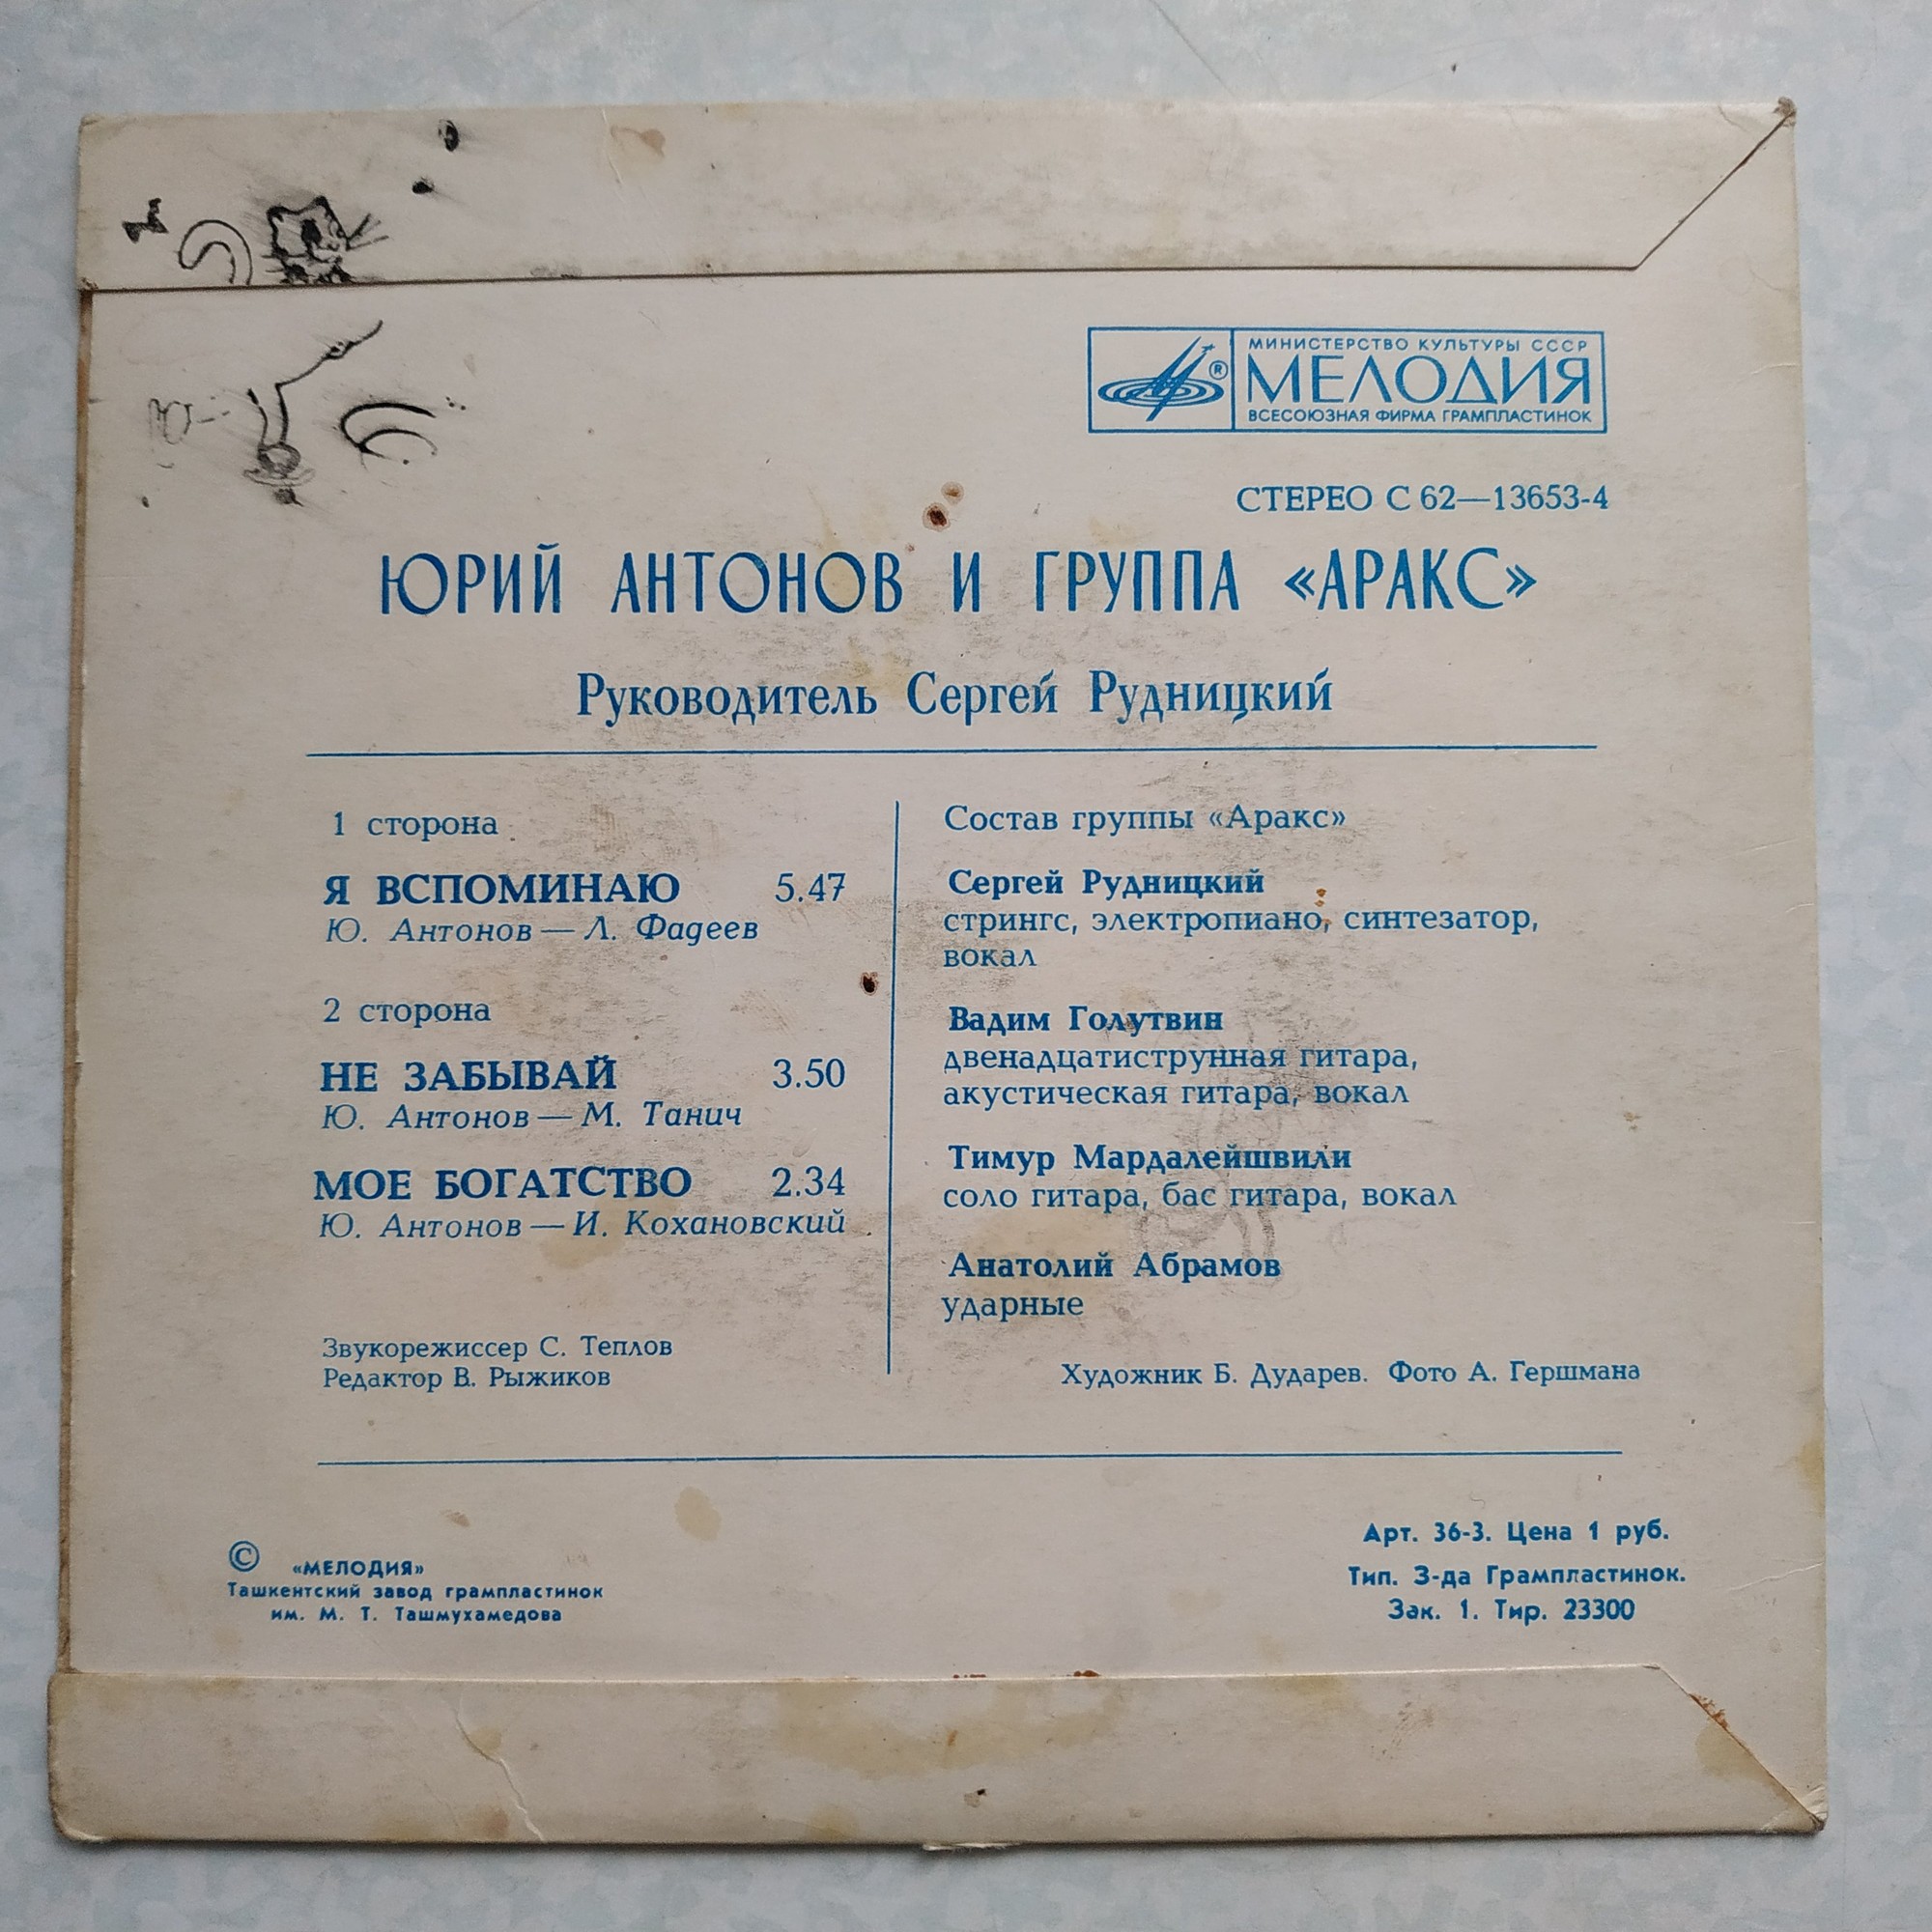 МИНИСТЕРСТВО КУЛЬТУРЫ СССР
МЕЛОДИЯ
ВСЕСОЮЗНАЯ ФИРМА ГРАМПЛАСТИНОК
СТЕРЕО С 62—13653-4
ЮРИЙ АНТОНОВ И ГРУППА «АРАКС»
Руководитель Сергей Рудницкий
1 сторона
Я ВСПОМИНАЮ 5.47
Ю. Антонов — Л. Фадеев
2 сторона
НЕ ЗАБЫВАЙ 3.50
Ю. Антонов — М. Танич
МОЕ БОГАТСТВО 2.34
Ю. Антонов — И. Кохановский
Звукорежиссер С. Теплов
Редактор В. Рыжиков
Состав группы «Аракс»
Сергей Рудницкий
стрингс, электропиано, синтезатор,
вокал
Вадим Голутвин
двенадцатиструнная гитара,
акустическая гитара, вокал
Тимур Мардалейшвили
соло гитара, бас гитара, вокал
Анатолий Абрамов
ударные
Художник Б. Дударев. Фото А. Гершмана
© «МЕЛОДИЯ»
Ташкентский завод грампластинок
им. М. Т. Ташмухамедова
Арт. 36-3. Цена 1 руб.
Тип. З-да Грампластинок.
Зак. 1. Тир. 23300